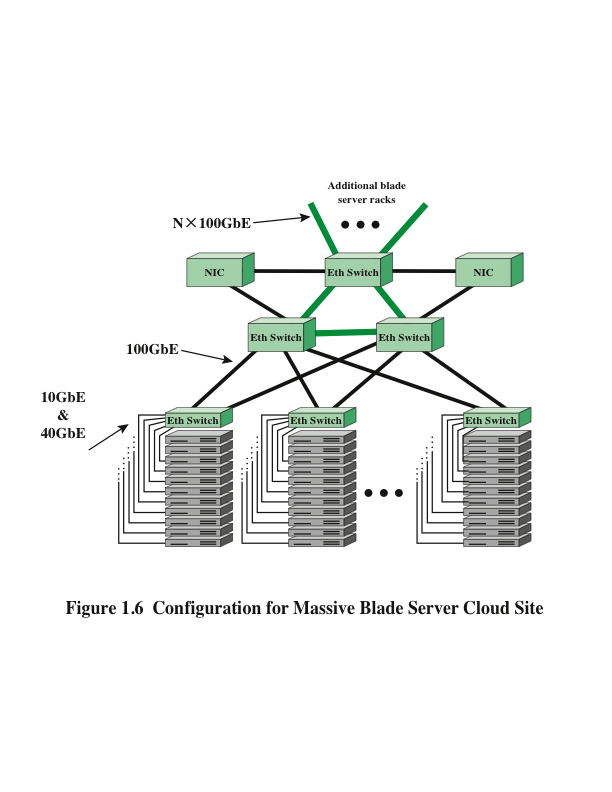 Additional blade
server racks
N×100GbE
NIC
Eth Switch
NIC
Eth Switch
Eth Switch
100GbE
10GbE
&
40GbE
Eth Switch
Eth Switch
Eth Switch
Figure 1.6 Configuration for Massive Blade Server Cloud Site